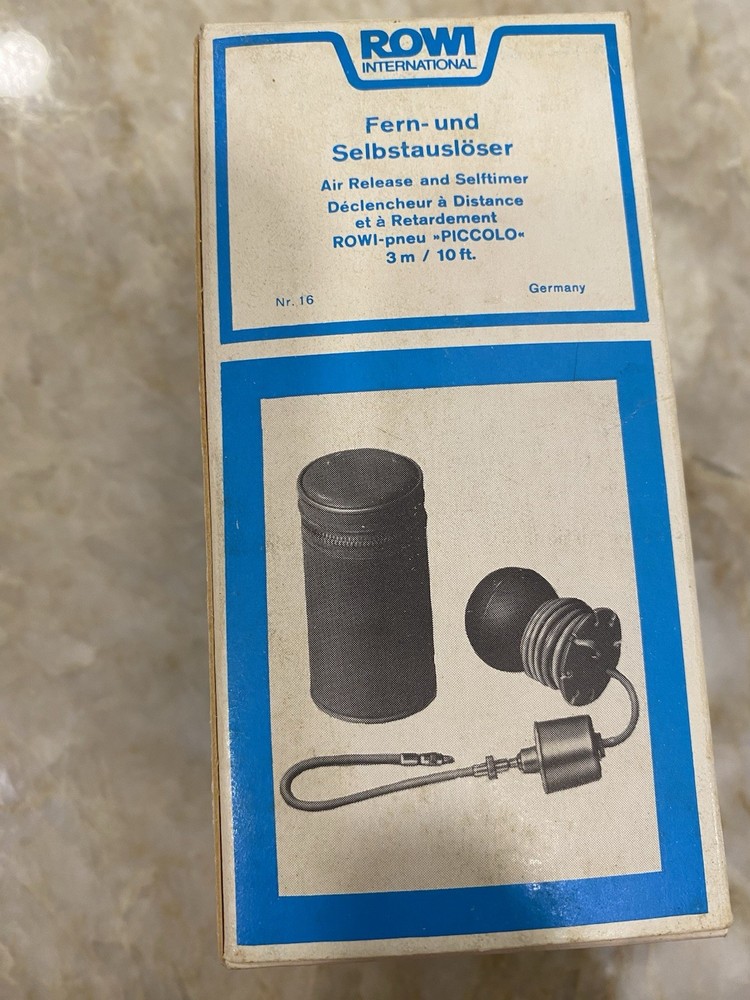 ROWI
INTERNATIONAL
Fern- und
Selbstauslöser
Air Release and Selftimer
Déclencheur à Distance
et à Retardement
ROWI-pneu »PICCOLO«
3 m / 10 ft.
Nr. 16
Germany